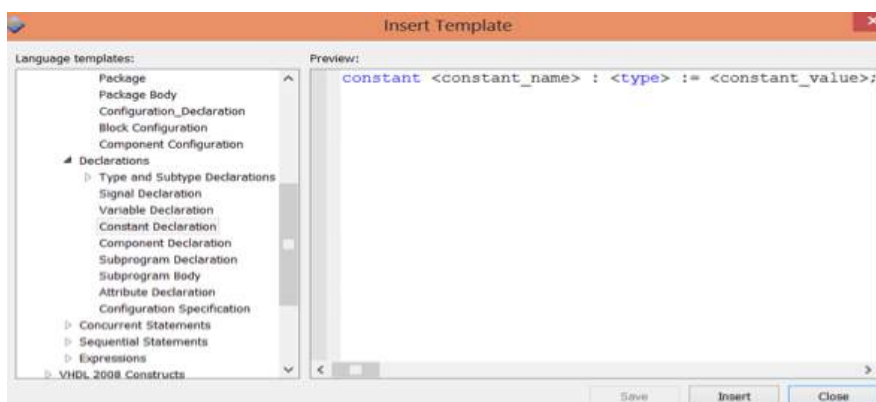 Insert Template
Language templates:
Package
Package Body
Configuration_Declaration
Block Configuration
Component Configuration
Declarations
Type and Subtype Declarations
Signal Declaration
Variable Declaration
Constant Declaration
Component Declaration
Subprogram Declaration
Subprogram Body
Attribute Declaration
Configuration Specification
Concurrent Statements
Sequential Statements
Expressions
VHDL 2008 Constructs
Preview:
constant <constant_name> : <type> := <constant_value>;
Save Insert Close